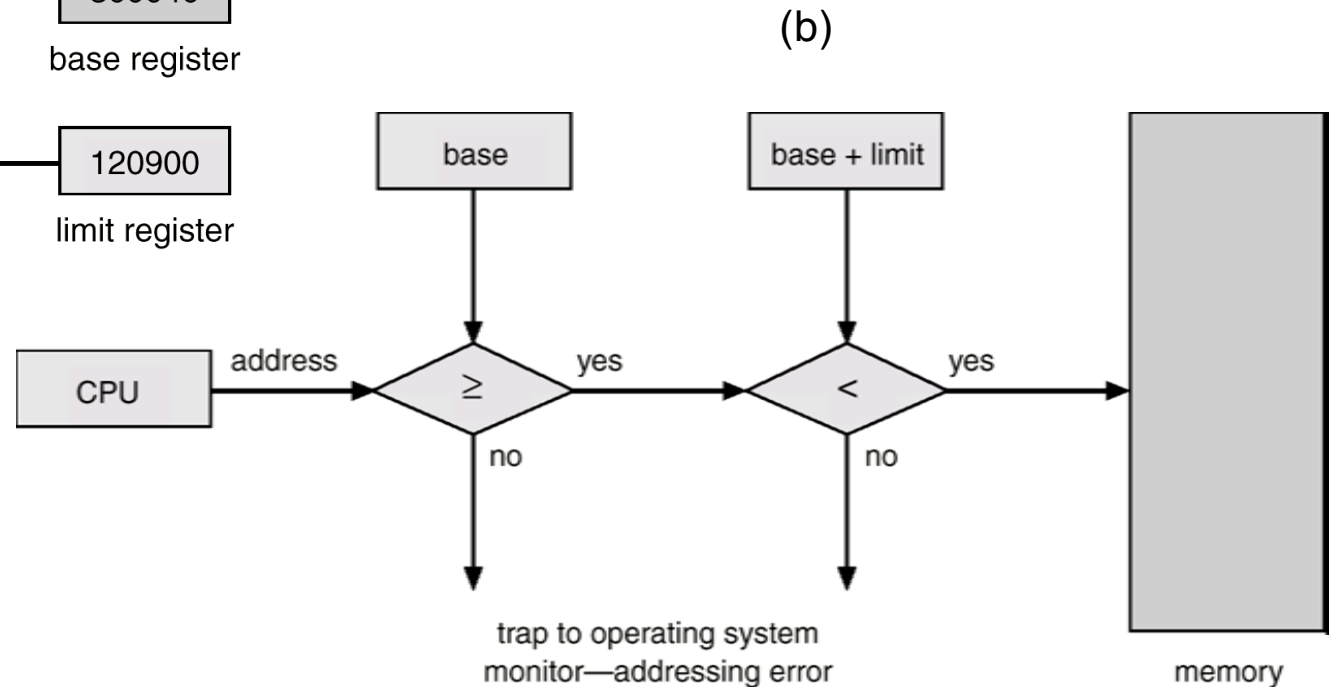 base register
(b)
120900
limit register
base
base + limit
CPU
address
≥
yes
<
yes
no
no
trap to operating system
monitor—addressing error
memory